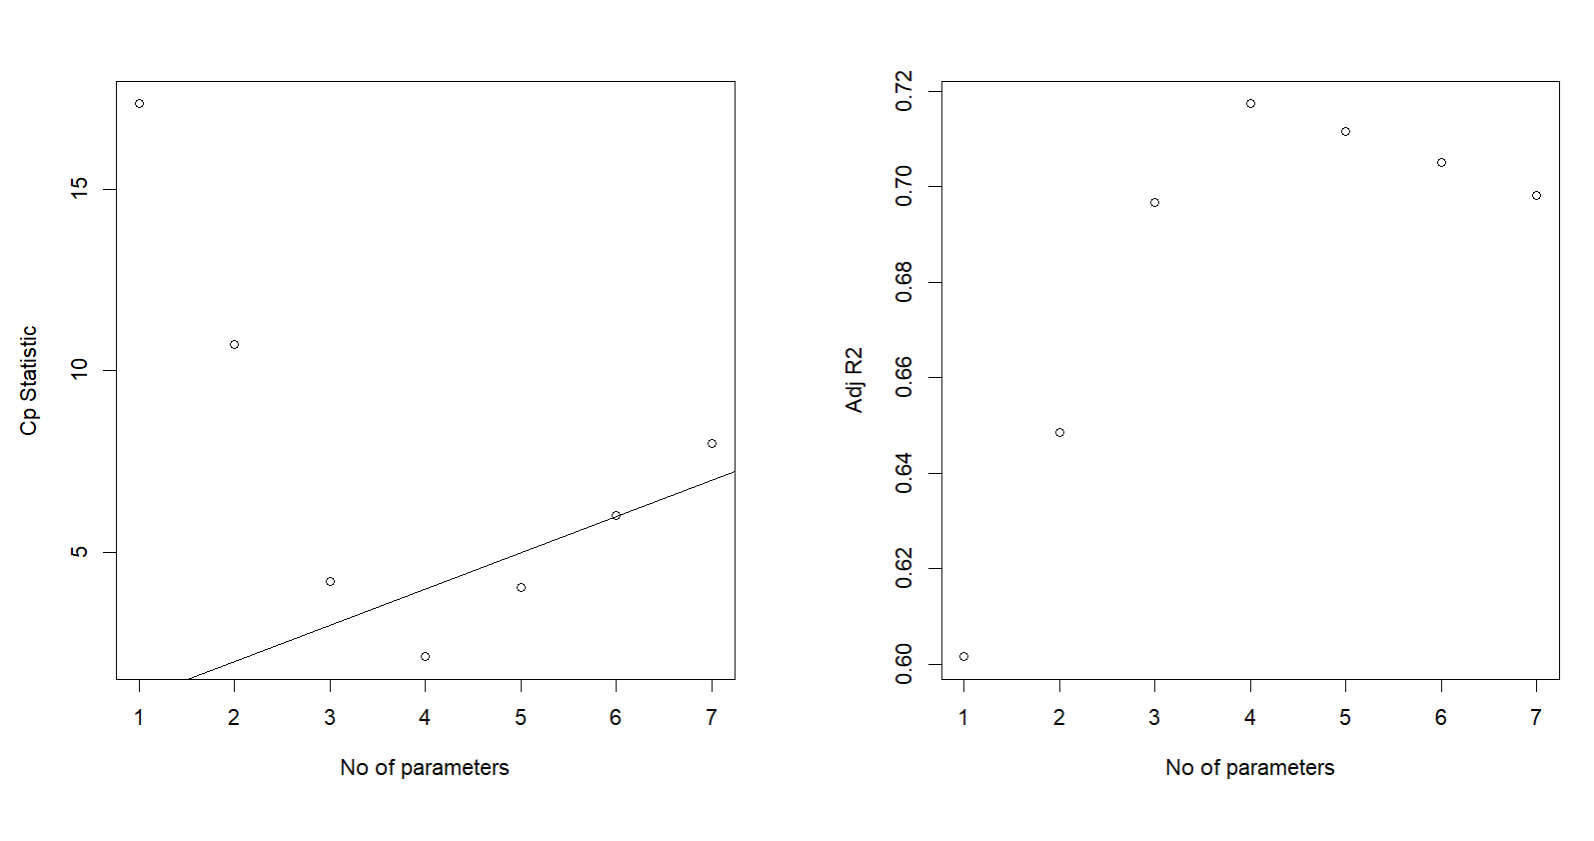 Cp Statistic
15
10
5
1 2 3 4 5 6 7
No of parameters
Adj R2
0.72
0.70
0.68
0.66
0.64
0.62
0.60
1 2 3 4 5 6 7
No of parameters